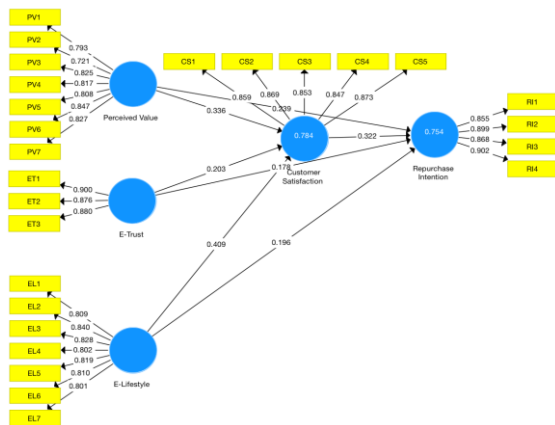 PV1
PV2
PV3
PV4
PV5
PV6
PV7
0.793
0.721
0.825
0.817
0.808
0.847
0.827
Perceived Value
CS1
CS2
CS3
CS4
CS5
0.859
0.869
0.853
0.847
0.873
0.336
0.239
0.784
Customer
Satisfaction
0.322
0.754
Repurchase
Intention
0.855
0.899
0.868
0.902
RI1
RI2
RI3
RI4
ET1
ET2
ET3
0.900
0.876
0.880
E-Trust
0.203
0.178
0.409
0.196
EL1
EL2
EL3
EL4
EL5
EL6
EL7
0.809
0.840
0.828
0.802
0.819
0.810
0.801
E-Lifestyle